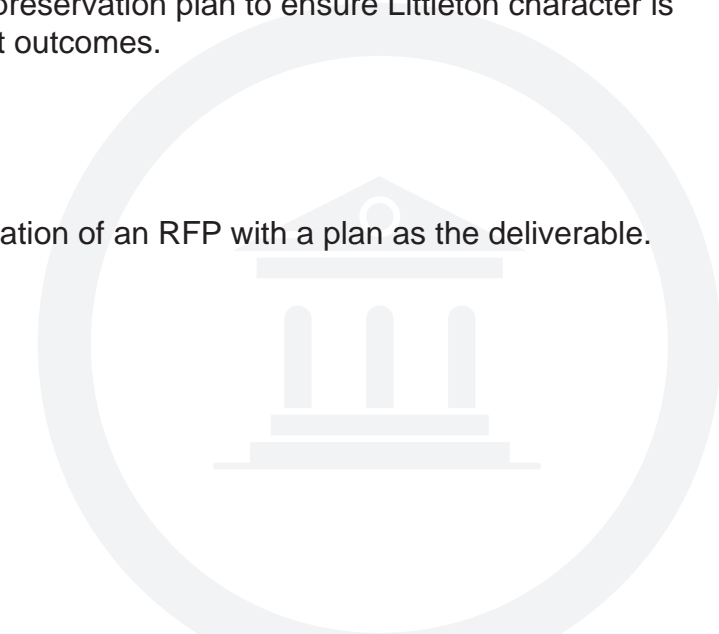 preservation plan to ensure Littleton character is
t outcomes.
ation of an RFP with a plan as the deliverable.